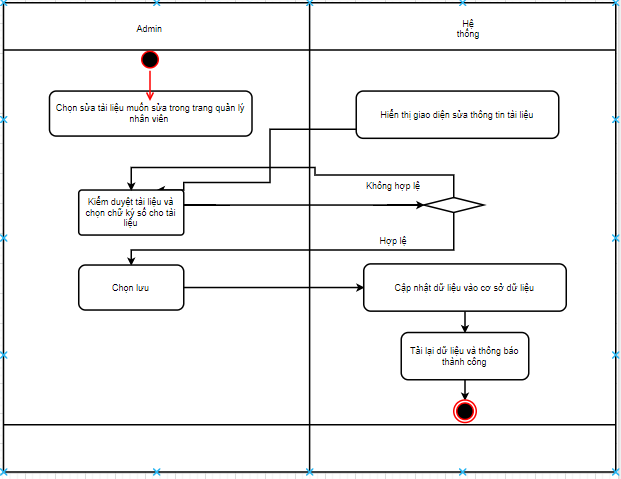 Admin
Hệ
thống
Chọn sửa tài liệu muốn sửa trong trang quản lý
nhân viên
Hiển thị giao diện sửa thông tin tài liệu
Không hợp lệ
Kiểm duyệt tài liệu và
chọn chữ ký số cho tài
liệu
Hợp lệ
Chọn lưu
Cập nhật dữ liệu vào cơ sở dữ liệu
Tải lại dữ liệu và thông báo
thành công